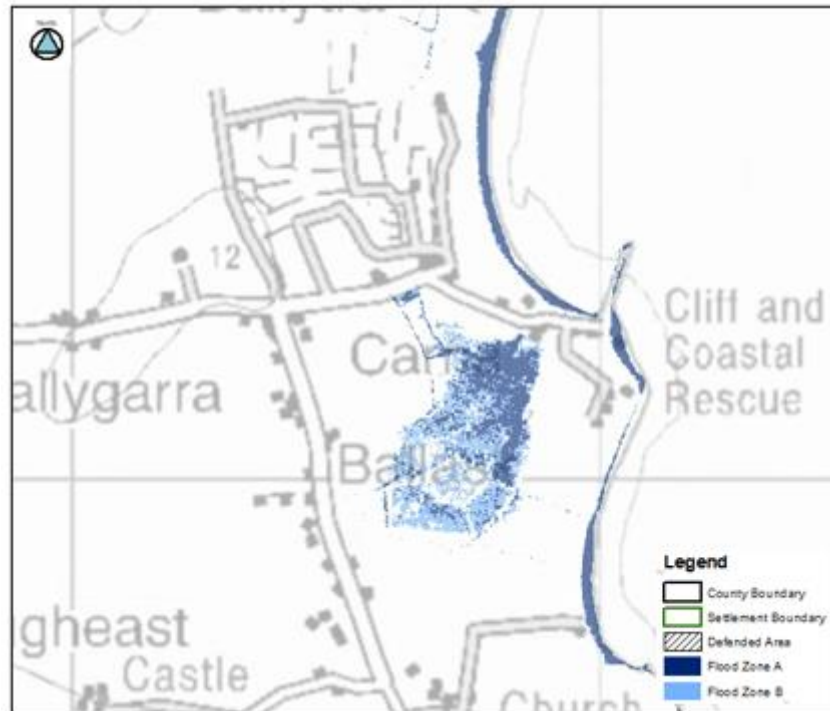 North
12
Cliff and
Coastal
Rescue
allygarra
Ballas
gheast
Castle
Church
Legend
County Boundary
Settlement Boundary
Defended Area
Flood Zone A
Flood Zone B